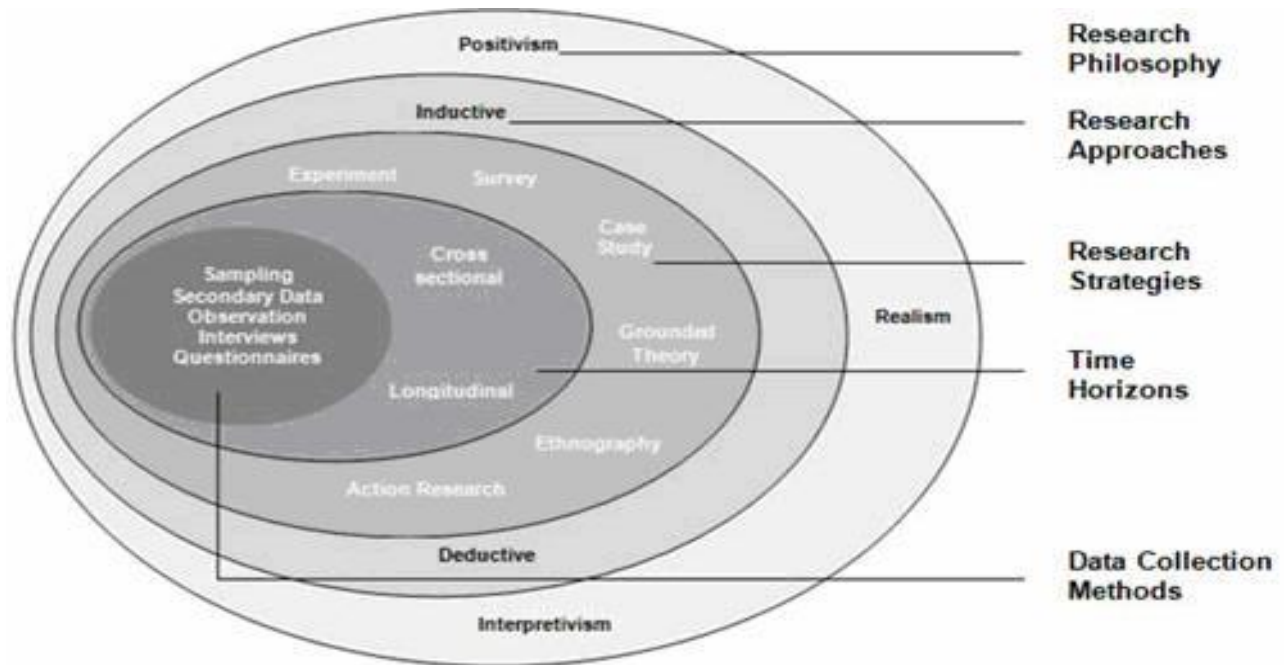 Positivism
Research
Philosophy
Inductive
Research
Approaches
Experiment
Survey
Case
Study
Research
Strategies
Cross
sectional
Sampling
Secondary Data
Observation
Interviews
Questionnaires
Realism
Grounded
Theory
Time
Horizons
Longitudinal
Ethnography
Action Research
Deductive
Data Collection
Methods
Interpretivism